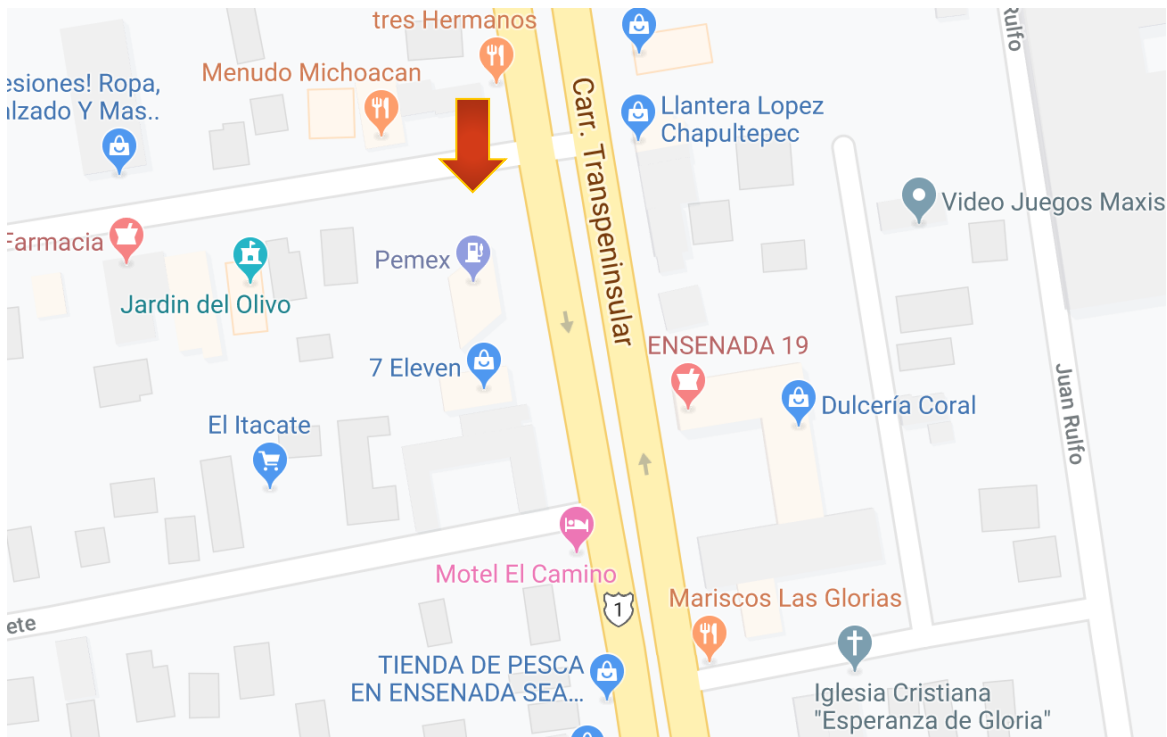 tres Hermanos
Menudo Michoacan
esiones! Ropa,
alzado Y Mas..
Carr. Transpeninsular
Llantera Lopez
Chapultepec
Rulfo
Video Juegos Maxis
Farmacia
Jardin del Olivo
Pemex
7 Eleven
El Itacate
ENSENADA 19
Dulcería Coral
Juan Rulfo
Motel El Camino
1
ete
Mariscos Las Glorias
TIENDA DE PESCA
EN ENSENADA SEA...
Iglesia Cristiana
"Esperanza de Gloria"